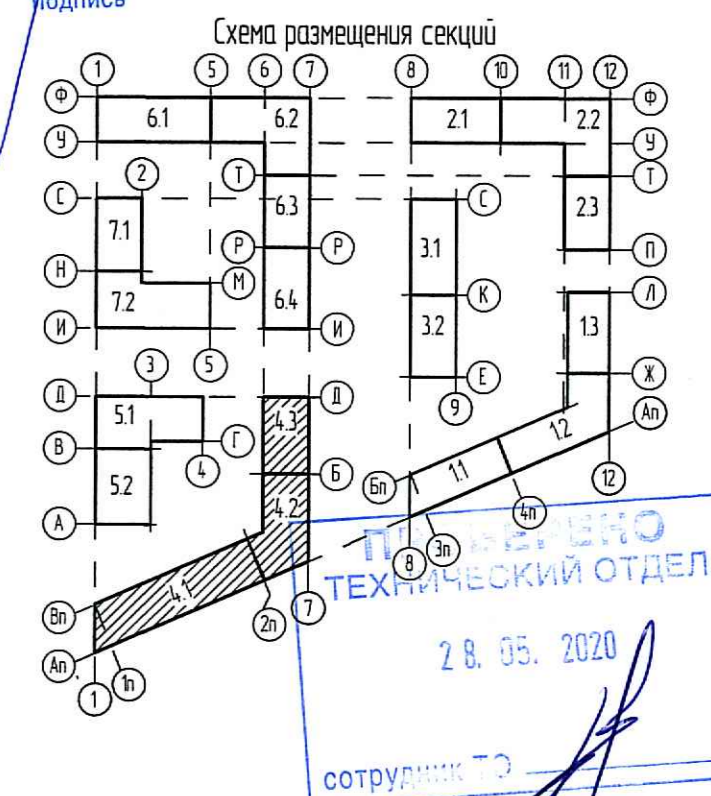 подпись
Схема размещения секций
1 5 6 7 8 10 11 12
Ф 6.1 6.2 2.1 2.2 Ф
У У
2 Т Т
С 6.3 С 2.3
7.1 Р Р 3.1 П
Н М К Л
7.2 6.4 3.2 1.3
И И
3 5 Е Ж
Д Д 9
5.1 4.3 Ап
В Г 1.2
4 Б Бп 1.1 12
5.2 4.2 4п
А 3п
8
4.1 7
Вп 2п
Ап 1п
1
ПРОВЕРЕНО
ТЕХНИЧЕСКИЙ ОТДЕЛ
28. 05. 2020
сотрудник ТО